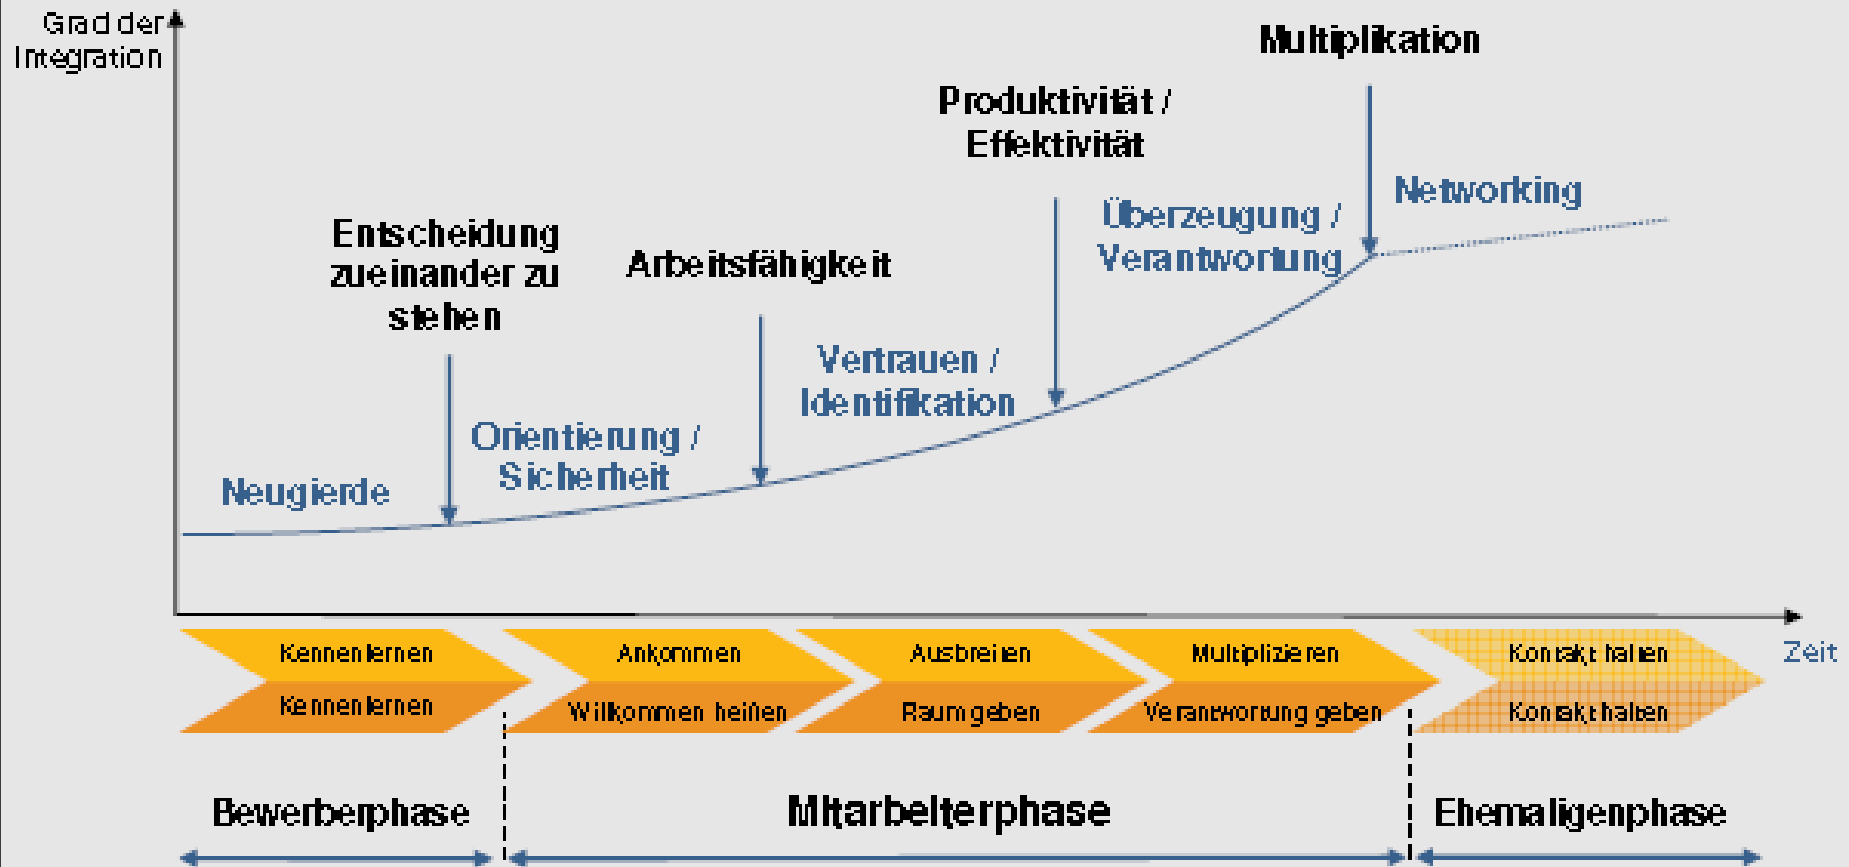 Grad der
Integration
Multiplikation
Produktivität /
Effektivität
Networking
Überzeugung /
Verantwortung
Entscheidung
zueinander zu
stehen
Arbeitsfähigkeit
Vertrauen /
Identifikation
Orientierung /
Sicherheit
Neugierde
Kennenlernen
Ankommen
Ausbreiten
Multiplizieren
Kontakt halten
Zeit
Kennenlernen
Willkommen heißen
Raum geben
Verantwortung geben
Kontakt halten
Bewerberphase
Mitarbeiterphase
Ehemaligenphase